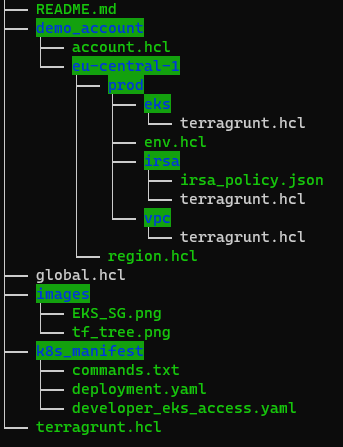 README.md
demo_account
account.hcl
eu-central-1
prod
eks
terragrunt.hcl
env.hcl
irsa
irsa_policy.json
terragrunt.hcl
vpc
terragrunt.hcl
region.hcl
global.hcl
images
EKS_SG.png
tf_tree.png
k8s_manifest
commands.txt
deployment.yaml
developer_eks_access.yaml
terragrunt.hcl